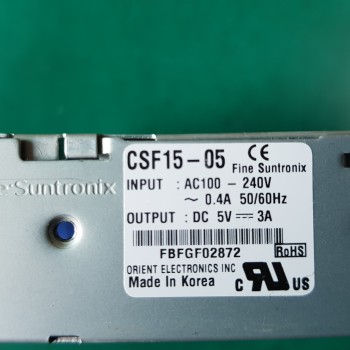 CSF15-05 CE
Fine Suntronix
INPUT : AC100 - 240V
~ 0.4A 50/60Hz
OUTPUT : DC 5V ⎓ 3A
FBFGF02872 RoHS
ORIENT ELECTRONICS INC
Made In Korea
c RU US
e Suntronix